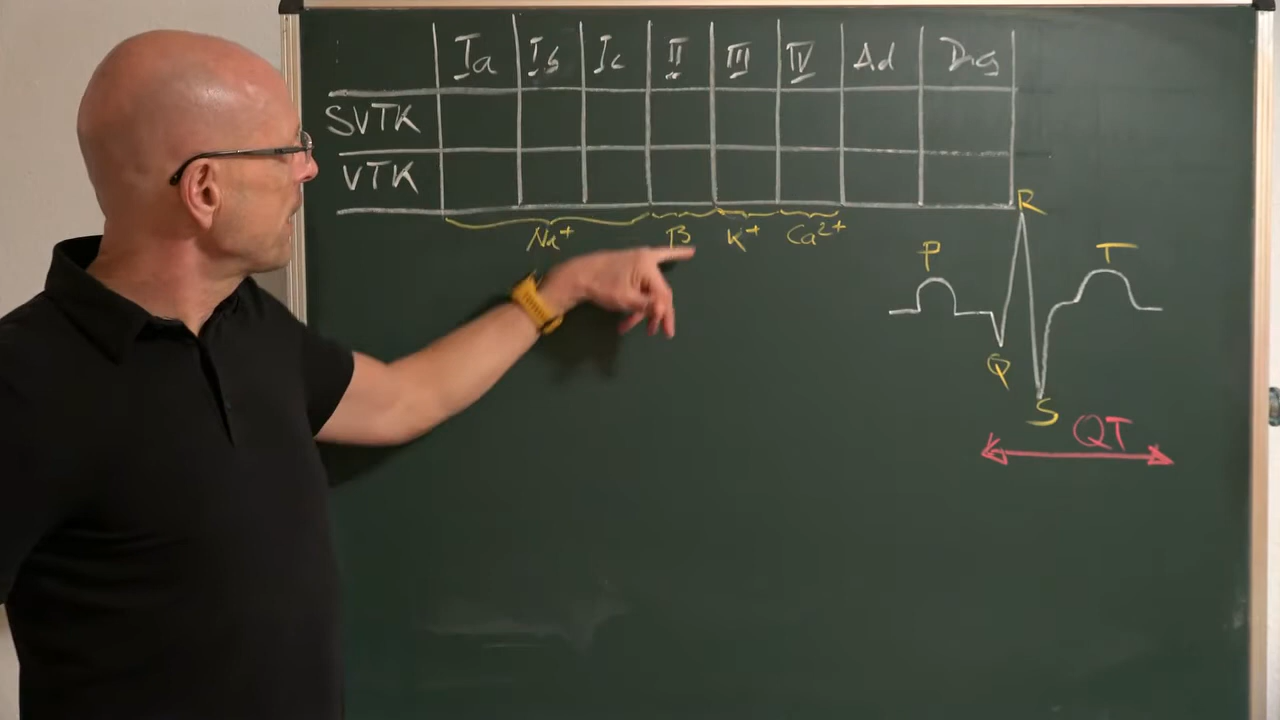 Ia Ib Ic II III IV Ad Dig
SVTK
VTK
Na⁺ β K⁺ Ca²⁺
R
P
T
Q
S
QT